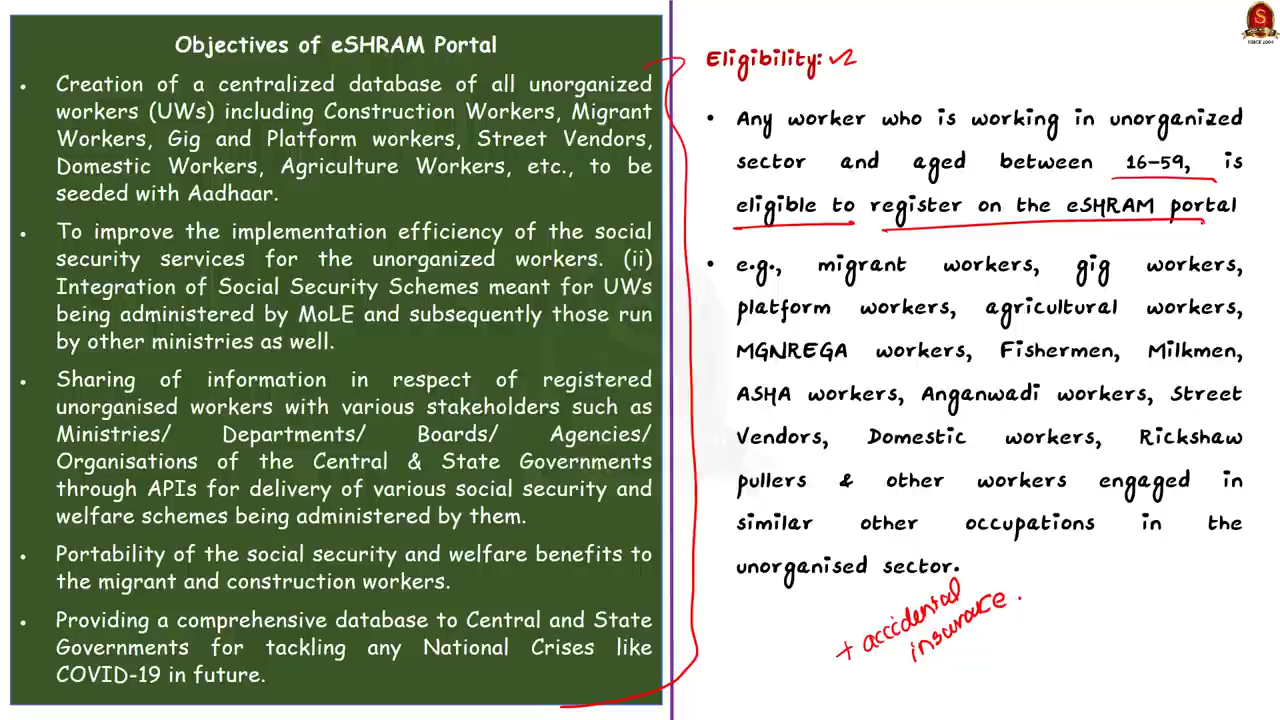 Objectives of eSHRAM Portal
• Creation of a centralized database of all unorganized
workers (UWs) including Construction Workers, Migrant
Workers, Gig and Platform workers, Street Vendors,
Domestic Workers, Agriculture Workers, etc., to be
seeded with Aadhaar.
• To improve the implementation efficiency of the social
security services for the unorganized workers. (ii)
Integration of Social Security Schemes meant for UWs
being administered by MoLE and subsequently those run
by other ministries as well.
• Sharing of information in respect of registered
unorganised workers with various stakeholders such as
Ministries/ Departments/ Boards/ Agencies/
Organisations of the Central & State Governments
through APIs for delivery of various social security and
welfare schemes being administered by them.
• Portability of the social security and welfare benefits to
the migrant and construction workers.
• Providing a comprehensive database to Central and State
Governments for tackling any National Crises like
COVID-19 in future.
Eligibility:
• Any worker who is working in unorganized
sector and aged between 16-59, is
eligible to register on the eSHRAM portal
• e.g., migrant workers, gig workers,
platform workers, agricultural workers,
MGNREGA workers, Fishermen, Milkmen,
ASHA workers, Anganwadi workers, Street
Vendors, Domestic workers, Rickshaw
pullers & other workers engaged in
similar other occupations in the
unorganised sector.
+ accidental
insurance.
S
SINCE 2004